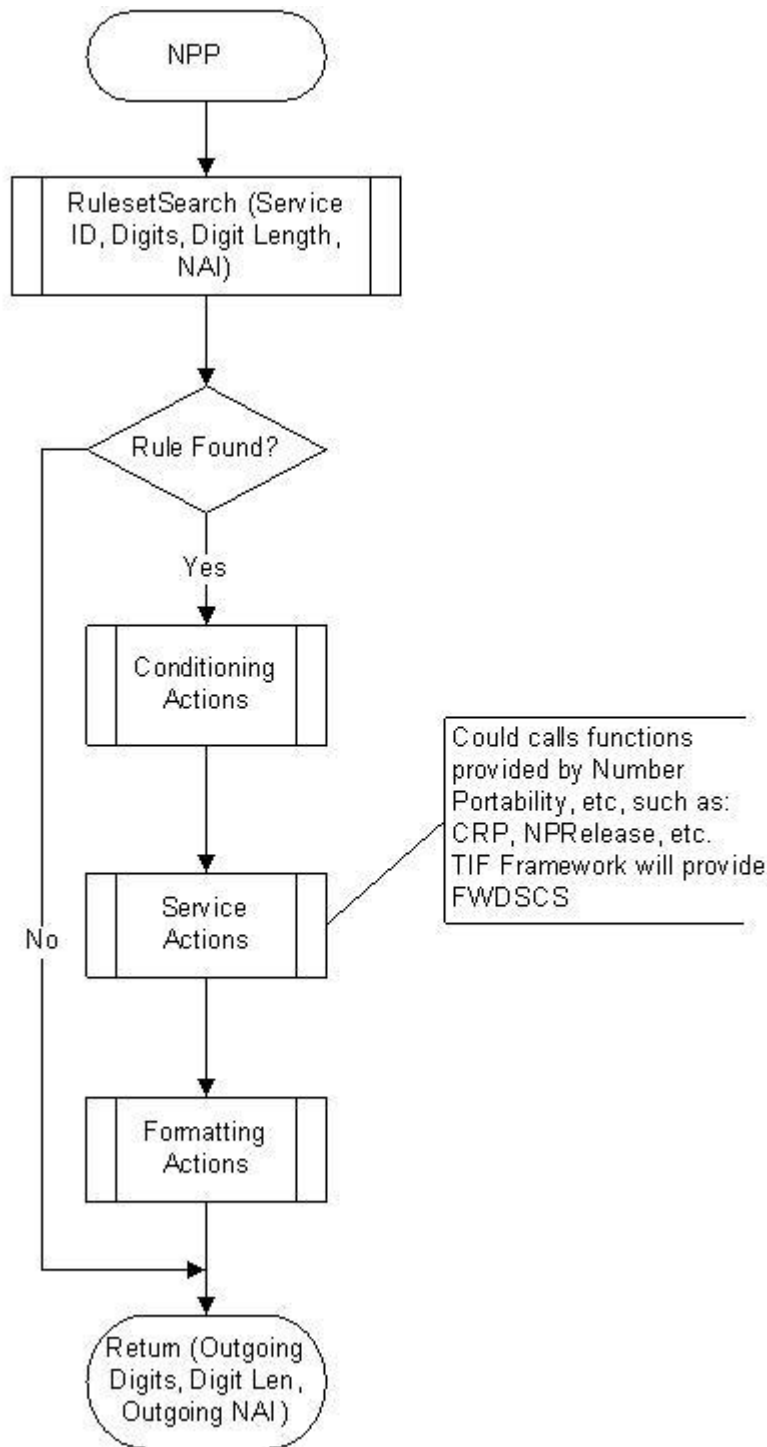 NPP
RulesetSearch (Service
ID, Digits, Digit Length,
NAI)
Rule Found?
Yes
Conditioning
Actions
Could calls functions
provided by Number
Portability, etc, such as:
CRP, NPRelease, etc.
TIF Framework will provide
FWDSCS
Service
Actions
No
Formatting
Actions
Return (Outgoing
Digits, Digit Len,
Outgoing NAI)